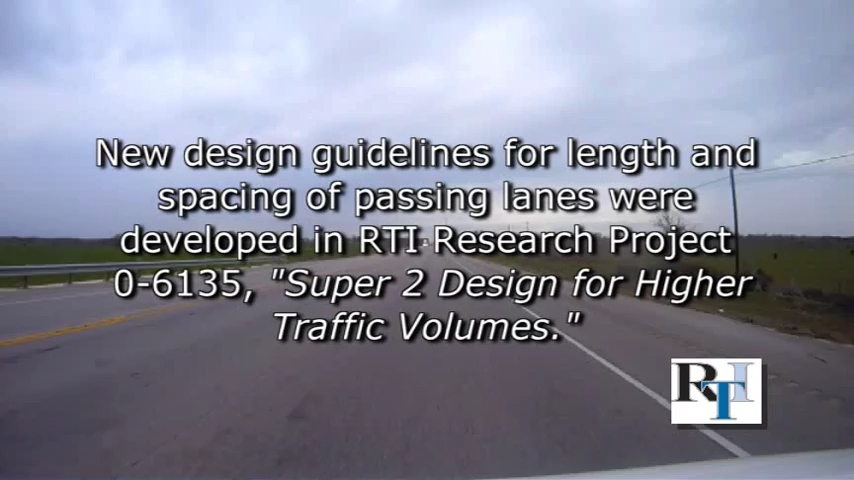 New design guidelines for length and
spacing of passing lanes were
developed in RTI Research Project
0-6135, "Super 2 Design for Higher
Traffic Volumes."
RTI